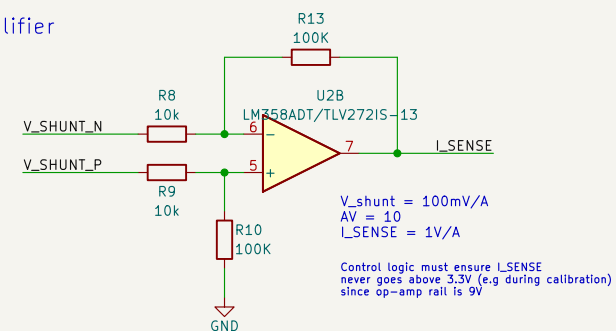 lifier
R13
100K
R8
10k
U2B
LM358ADT/TLV272IS-13
V_SHUNT_N
6
−
7
I_SENSE
V_SHUNT_P
5
+
R9
10k
R10
100K
GND
V_shunt = 100mV/A
AV = 10
I_SENSE = 1V/A
Control logic must ensure I_SENSE
never goes above 3.3V (e.g during calibration)
since op-amp rail is 9V